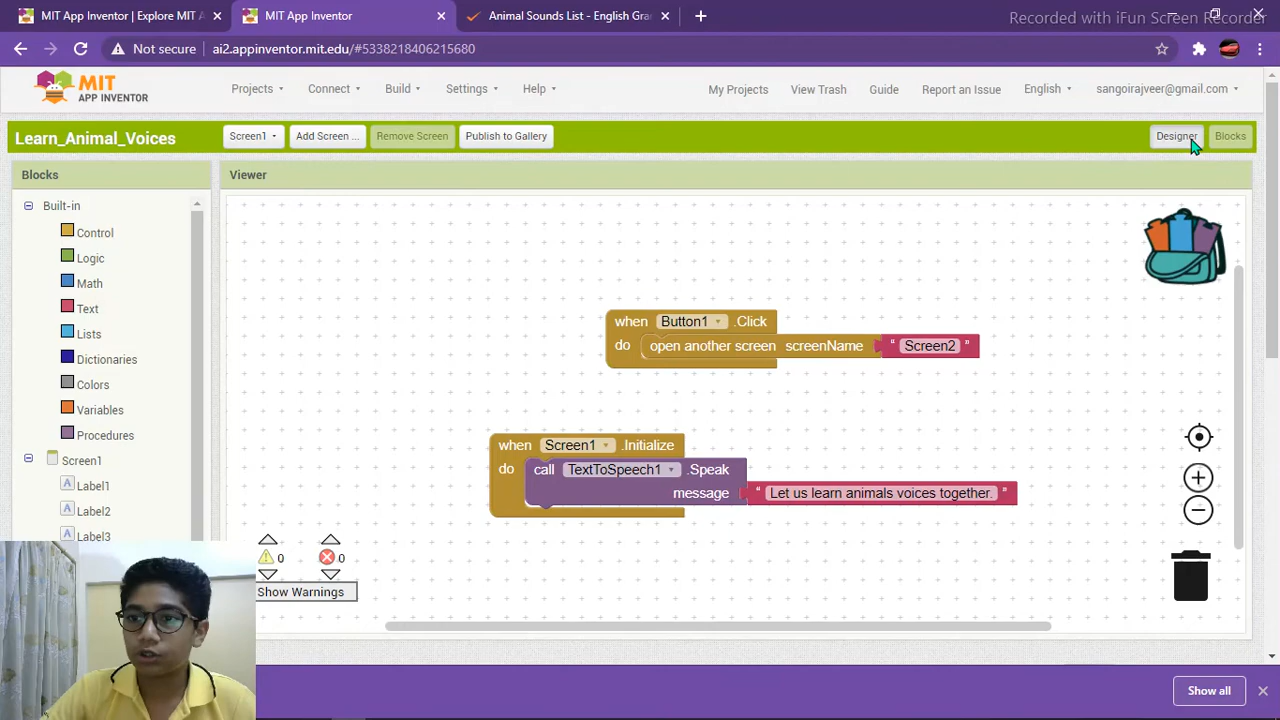 MIT App Inventor | Explore MIT A
MIT App Inventor
Animal Sounds List - English Gra
Recorded with iFun Screen Recorder
Not secure
ai2.appinventor.mit.edu/#5338218406215680
MIT
APP INVENTOR
Projects
Connect
Build
Settings
Help
My Projects
View Trash
Guide
Report an Issue
English
sangoirajveer@gmail.com
Learn_Animal_Voices
Screen1
Add Screen ...
Remove Screen
Publish to Gallery
Designer
Blocks
Blocks
Viewer
Built-in
Control
Logic
Math
Text
Lists
Dictionaries
Colors
Variables
Procedures
Screen1
Label1
Label2
Label3
when Button1 .Click
do open another screen screenName " Screen2 "
when Screen1 .Initialize
do call TextToSpeech1 .Speak
message " Let us learn animals voices together. "
0
0
Show Warnings
Show all